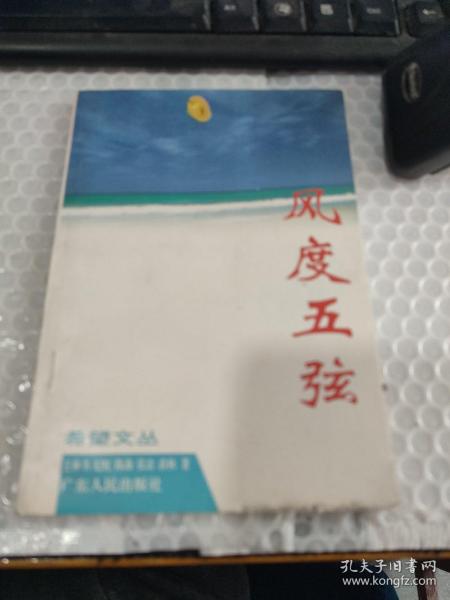 风度五弦
希望文丛
著
广东人民出版社
孔夫子旧书网
www.kongfz.com